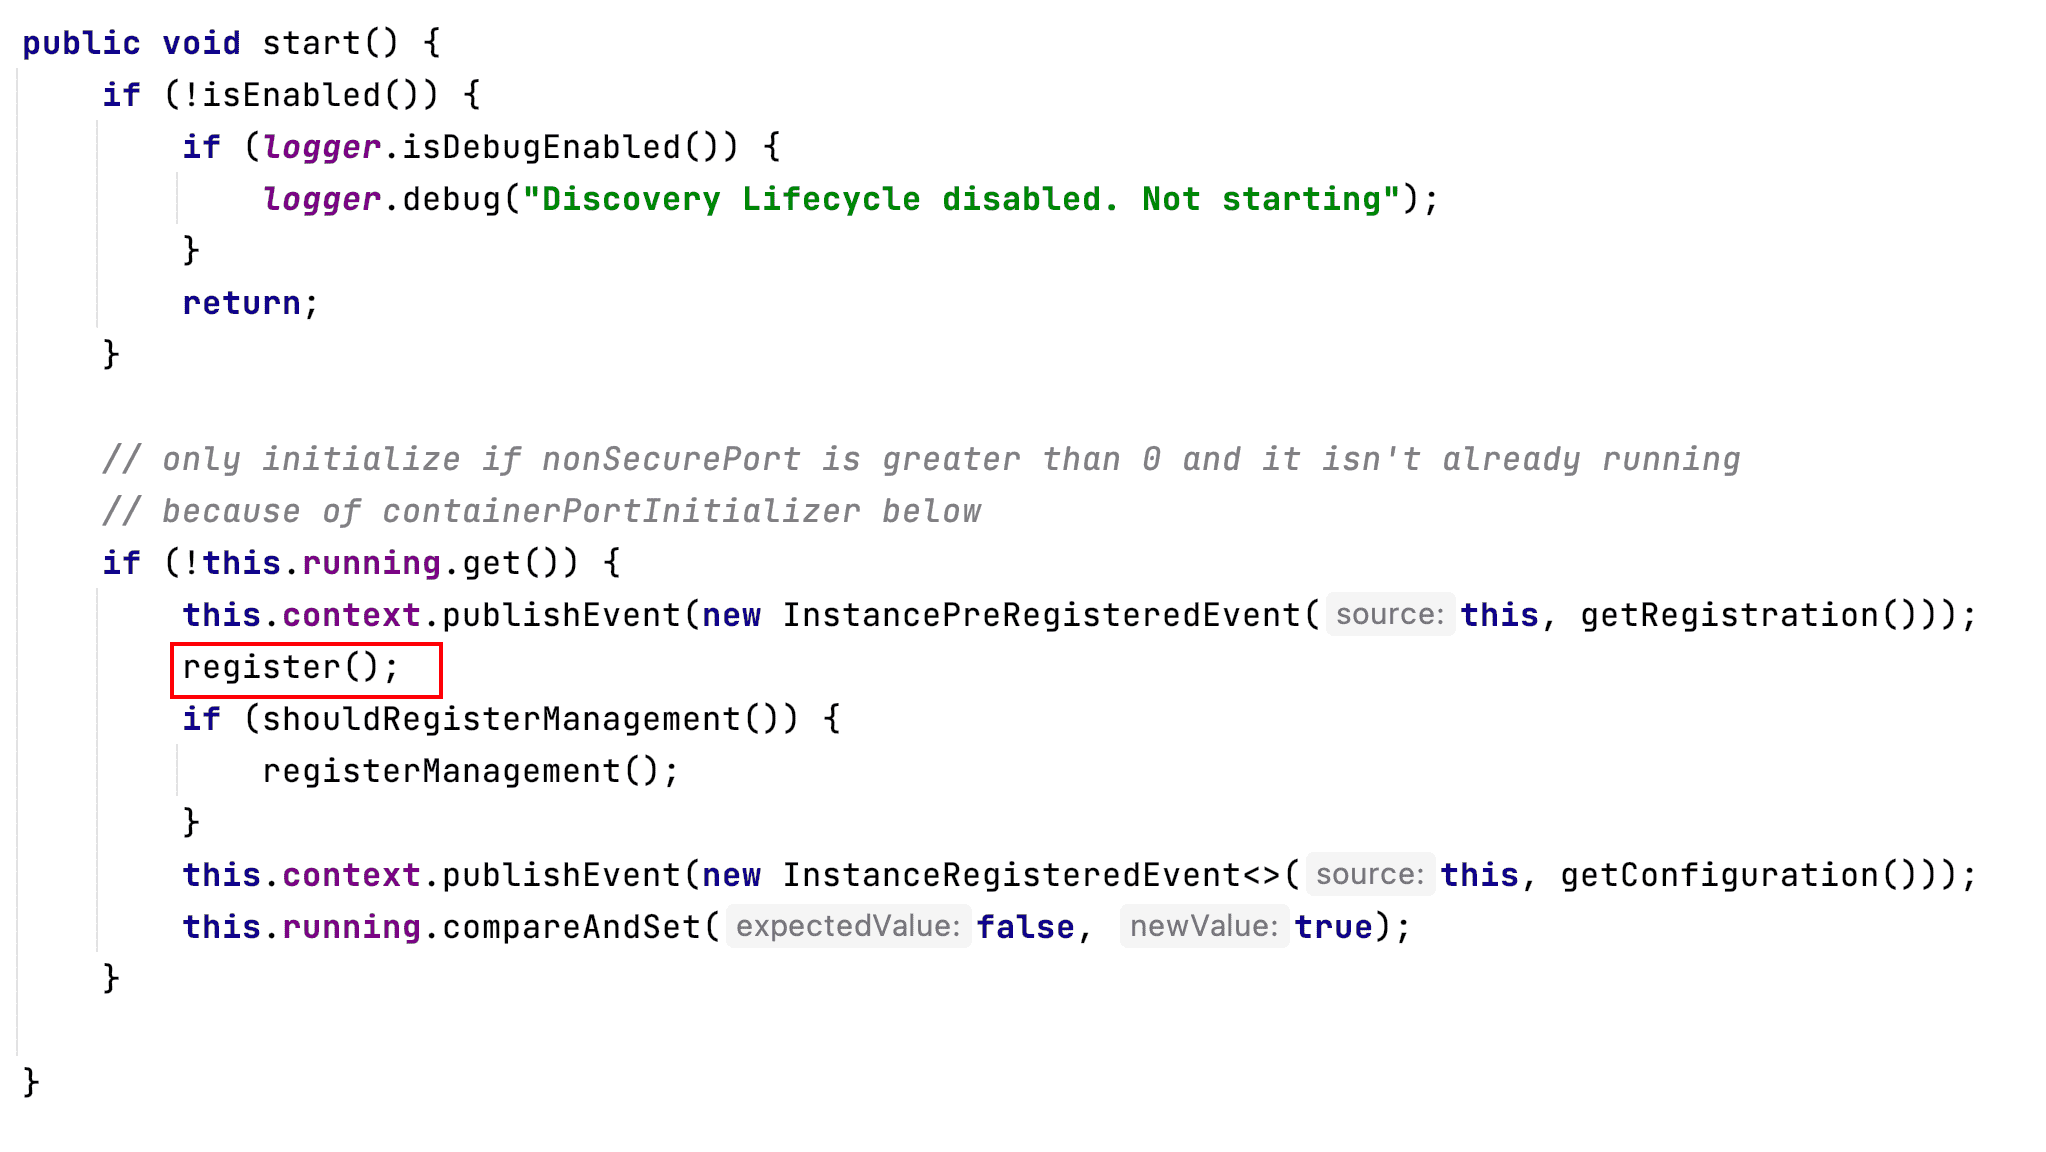 public void start() {
    if (!isEnabled()) {
        if (logger.isDebugEnabled()) {
            logger.debug("Discovery Lifecycle disabled. Not starting");
        }
        return;
    }

    // only initialize if nonSecurePort is greater than 0 and it isn't already running
    // because of containerPortInitializer below
    if (!this.running.get()) {
        this.context.publishEvent(new InstancePreRegisteredEvent( source: this, getRegistration()));
        register();
        if (shouldRegisterManagement()) {
            registerManagement();
        }
        this.context.publishEvent(new InstanceRegisteredEvent<>( source: this, getConfiguration()));
        this.running.compareAndSet( expectedValue: false, newValue: true);
    }

}